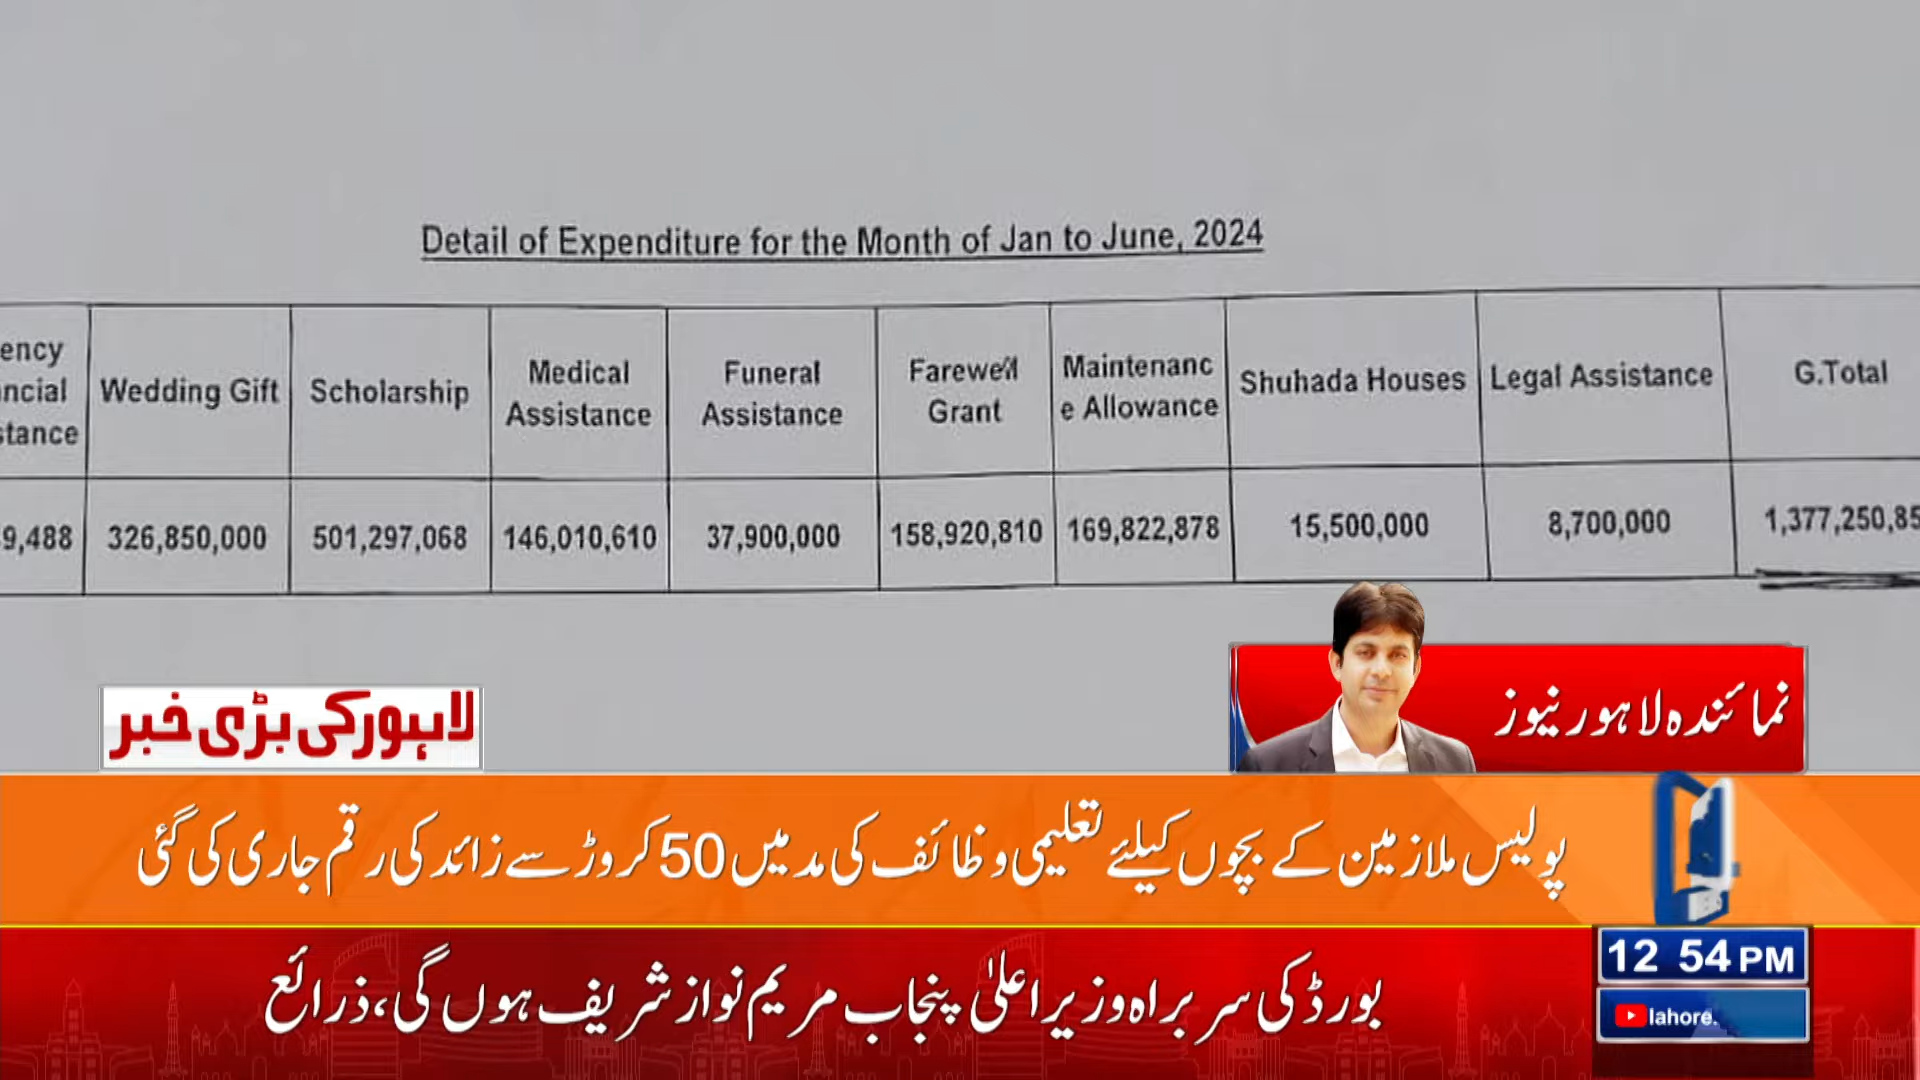 Detail of Expenditure for the Month of Jan to June, 2024
ency
ncial
stance
Wedding Gift
Scholarship
Medical
Assistance
Funeral
Assistance
Farewell
Grant
Maintenanc
e Allowance
Shuhada Houses
Legal Assistance
G.Total
9,488
326,850,000
501,297,068
146,010,610
37,900,000
158,920,810
169,822,878
15,500,000
8,700,000
1,377,250,85
نمائندہ لاہور نیوز
لاہور کی بڑی خبر
پولیس ملازمین کے بچوں کیلئے تعلیمی وظائف کی مد میں 50 کروڑ سے زائد کی رقم جاری کی گئی
بورڈ کی سربراہ وزیراعلیٰ پنجاب مریم نواز شریف ہوں گی، ذرائع
12 54 PM
lahore.